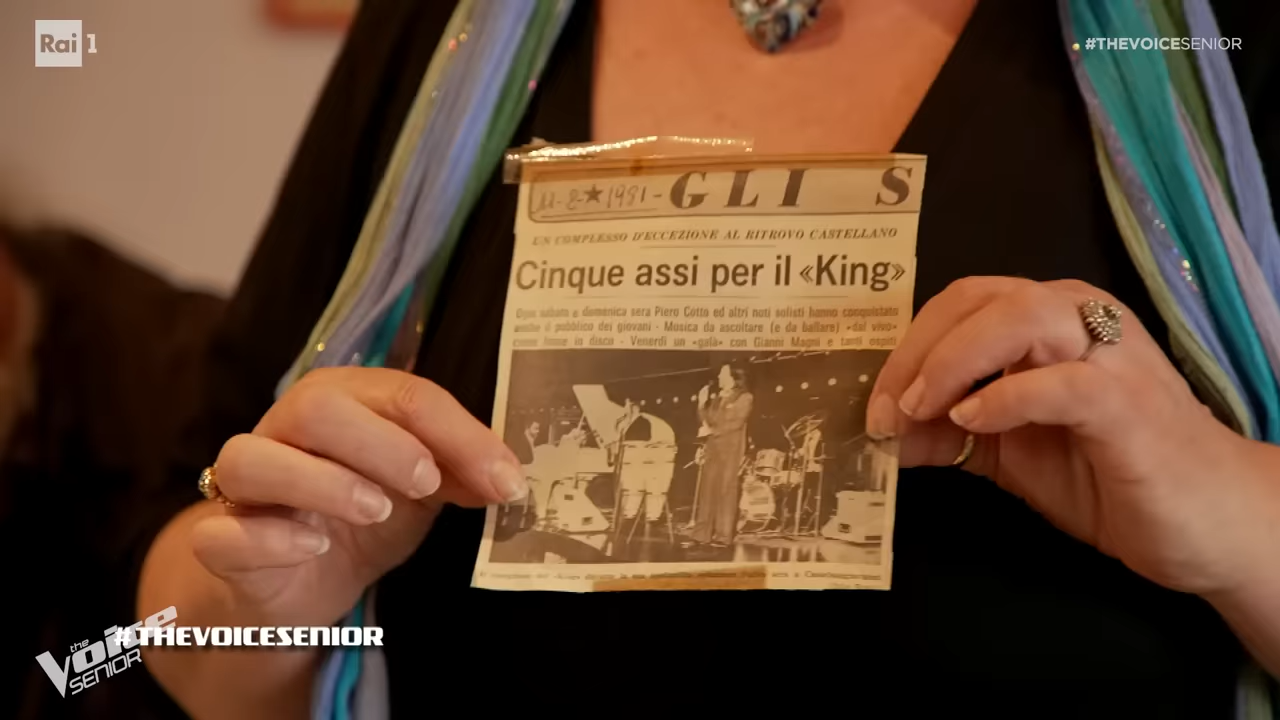 Rai 1
#THEVOICESENIOR
11-8★1981-
GLI S
UN COMPLESSO D'ECCEZIONE AL RITROVO CASTELLANO
Cinque assi per il «King»
Ogni sabato e domenica sera Piero Cotto ed altri noti solisti hanno conquistato
anche il pubblico dei giovani - Musica da ascoltare (e da ballare) «dal vivo»
come fosse in disco - Venerdì un «galà» con Gianni Magni e tanti ospiti
the Voice SENIOR
#THEVOICESENIOR